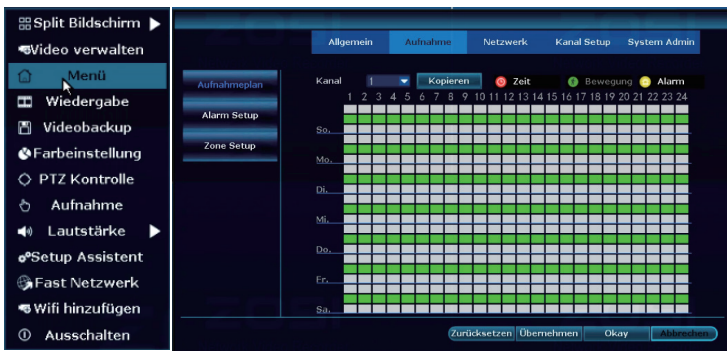 Split Bildschirm
Video verwalten
Menü
Wiedergabe
Videobackup
Farbeinstellung
PTZ Kontrolle
Aufnahme
Lautstärke
Setup Assistent
Fast Netzwerk
Wifi hinzufügen
Ausschalten
Allgemein Aufnahme Netzwerk Kanal Setup System Admin
Aufnahmeplan
Alarm Setup
Zone Setup
Kanal 1 Kopieren Zeit Bewegung Alarm
1 2 3 4 5 6 7 8 9 10 11 12 13 14 15 16 17 18 19 20 21 22 23 24
So.
Mo.
Di.
Mi.
Do.
Fr.
Sa.
Zurücksetzen Übernehmen Okay Abbrechen